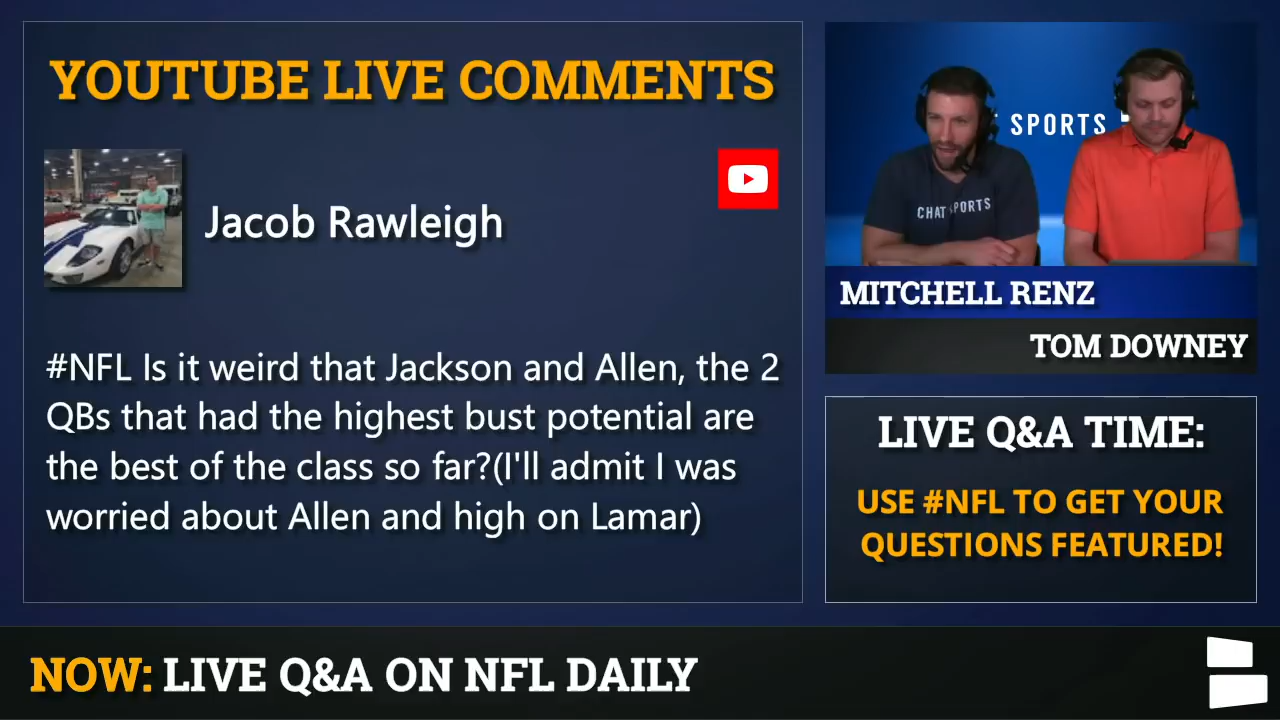 YOUTUBE LIVE COMMENTS
Jacob Rawleigh
#NFL Is it weird that Jackson and Allen, the 2
QBs that had the highest bust potential are
the best of the class so far?(I'll admit I was
worried about Allen and high on Lamar)
SPORTS
CHAT SPORTS
MITCHELL RENZ
TOM DOWNEY
LIVE Q&A TIME:
USE #NFL TO GET YOUR
QUESTIONS FEATURED!
NOW: LIVE Q&A ON NFL DAILY